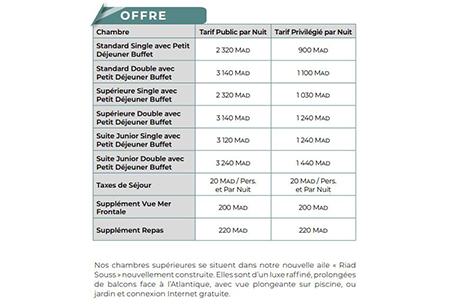 OFFRE
Chambre Tarif Public par Nuit Tarif Privilégié par Nuit
Standard Single avec Petit
Déjeuner Buffet 2 320 MAD 900 MAD
Standard Double avec
Petit Déjeuner Buffet 3 140 MAD 1 100 MAD
Supérieure Single avec
Petit Déjeuner Buffet 2 320 MAD 1 030 MAD
Supérieure Double avec
Petit Déjeuner Buffet 3 140 MAD 1 240 MAD
Suite Junior Single avec
Petit Déjeuner Buffet 3 120 MAD 1 240 MAD
Suite Junior Double avec
Petit Déjeuner Buffet 3 240 MAD 1 440 MAD
Taxes de Séjour 20 MAD / Pers. 20 MAD / Pers.
et Par Nuit et Par Nuit
Supplément Vue Mer
Frontale 200 MAD 200 MAD
Supplément Repas 220 MAD 220 MAD
Nos chambres supérieures se situent dans notre nouvelle aile « Riad
Souss » nouvellement construite. Elles sont d'un luxe raffiné, prolongées
de balcons face à l'Atlantique, avec vue plongeante sur piscine, ou
jardin et connexion Internet gratuite.